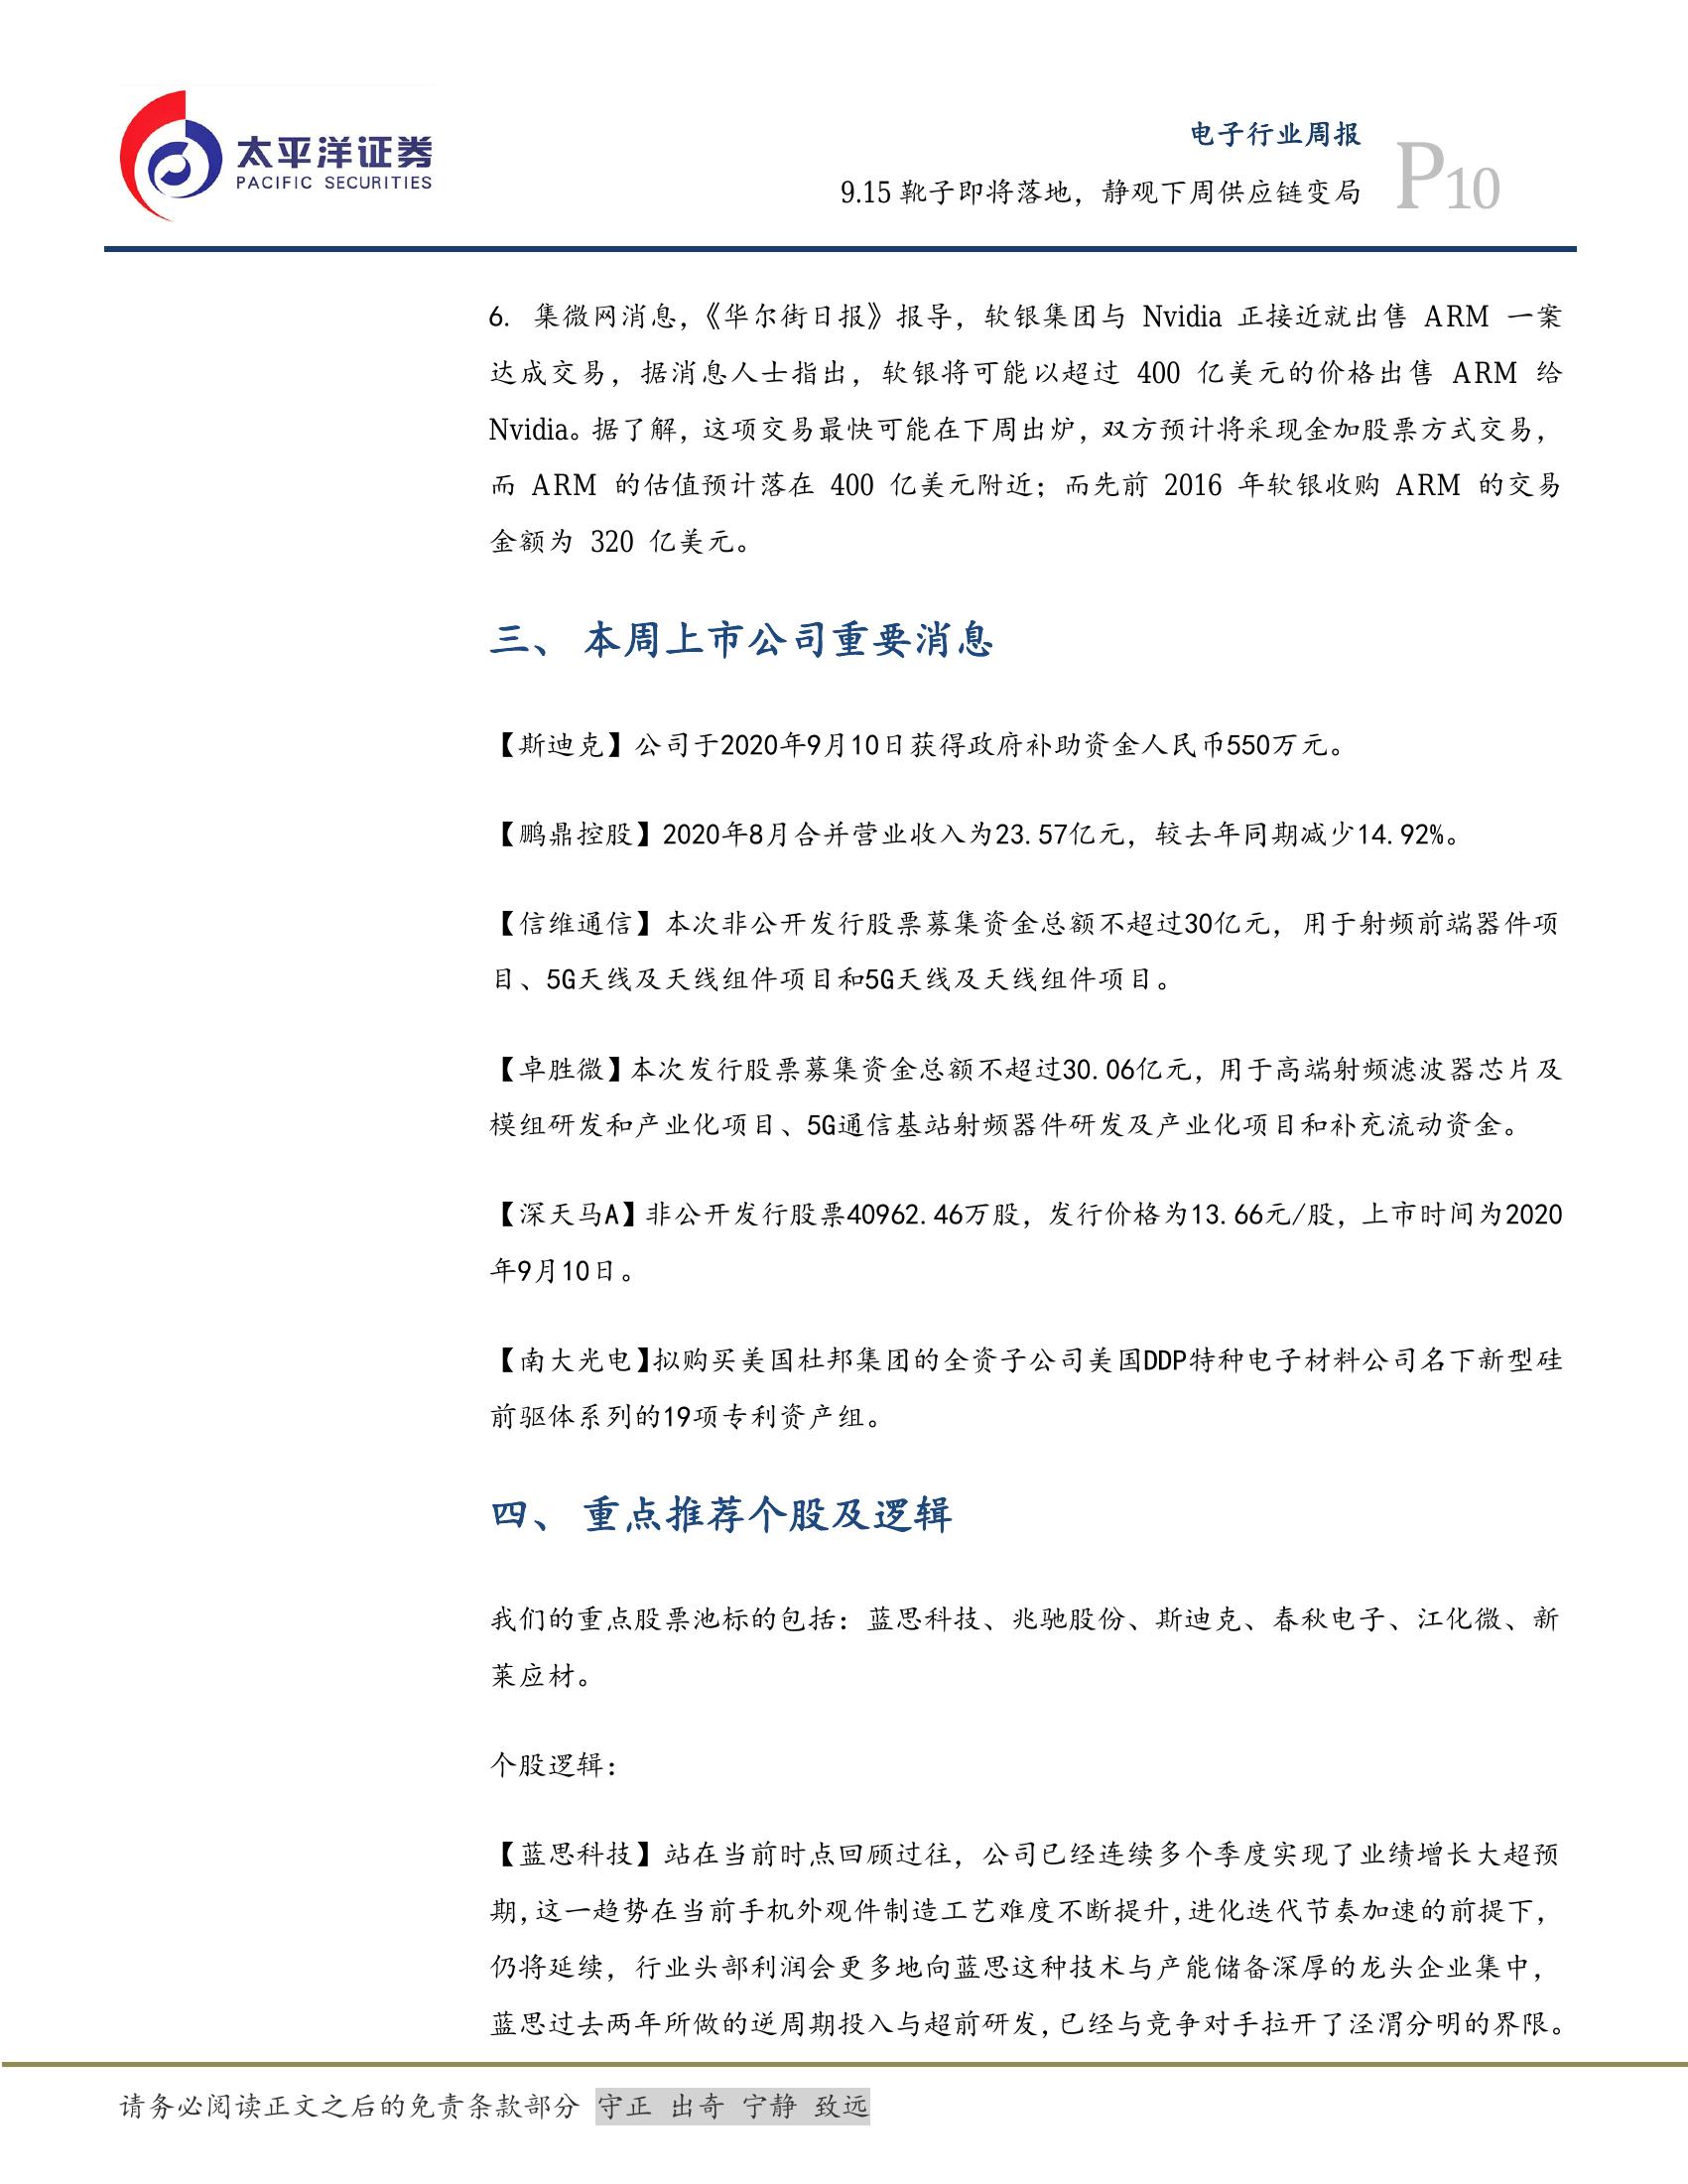 太平洋证券
PACIFIC SECURITIES
电子行业周报
9.15 靴子即将落地，静观下周供应链变局
P10
6. 集微网消息，《华尔街日报》报导，软银集团与 Nvidia 正接近就出售 ARM 一案
达成交易，据消息人士指出，软银将可能以超过 400 亿美元的价格出售 ARM 给
Nvidia。据了解，这项交易最快可能在下周出炉，双方预计将采现金加股票方式交易，
而 ARM 的估值预计落在 400 亿美元附近；而先前 2016 年软银收购 ARM 的交易
金额为 320 亿美元。
三、 本周上市公司重要消息
【斯迪克】公司于2020年9月10日获得政府补助资金人民币550万元。
【鹏鼎控股】2020年8月合并营业收入为23.57亿元，较去年同期减少14.92%。
【信维通信】本次非公开发行股票募集资金总额不超过30亿元，用于射频前端器件项
目、5G天线及天线组件项目和5G天线及天线组件项目。
【卓胜微】本次发行股票募集资金总额不超过30.06亿元，用于高端射频滤波器芯片及
模组研发和产业化项目、5G通信基站射频器件研发及产业化项目和补充流动资金。
【深天马A】非公开发行股票40962.46万股，发行价格为13.66元/股，上市时间为2020
年9月10日。
【南大光电】拟购买美国杜邦集团的全资子公司美国DDP特种电子材料公司名下新型硅
前驱体系列的19项专利资产组。
四、 重点推荐个股及逻辑
我们的重点股票池标的包括：蓝思科技、兆驰股份、斯迪克、春秋电子、江化微、新
莱应材。
个股逻辑：
【蓝思科技】站在当前时点回顾过往，公司已经连续多个季度实现了业绩增长大超预
期，这一趋势在当前手机外观件制造工艺难度不断提升，进化迭代节奏加速的前提下，
仍将延续，行业头部利润会更多地向蓝思这种技术与产能储备深厚的龙头企业集中，
蓝思过去两年所做的逆周期投入与超前研发，已经与竞争对手拉开了泾渭分明的界限。
请务必阅读正文之后的免责条款部分 守正 出奇 宁静 致远